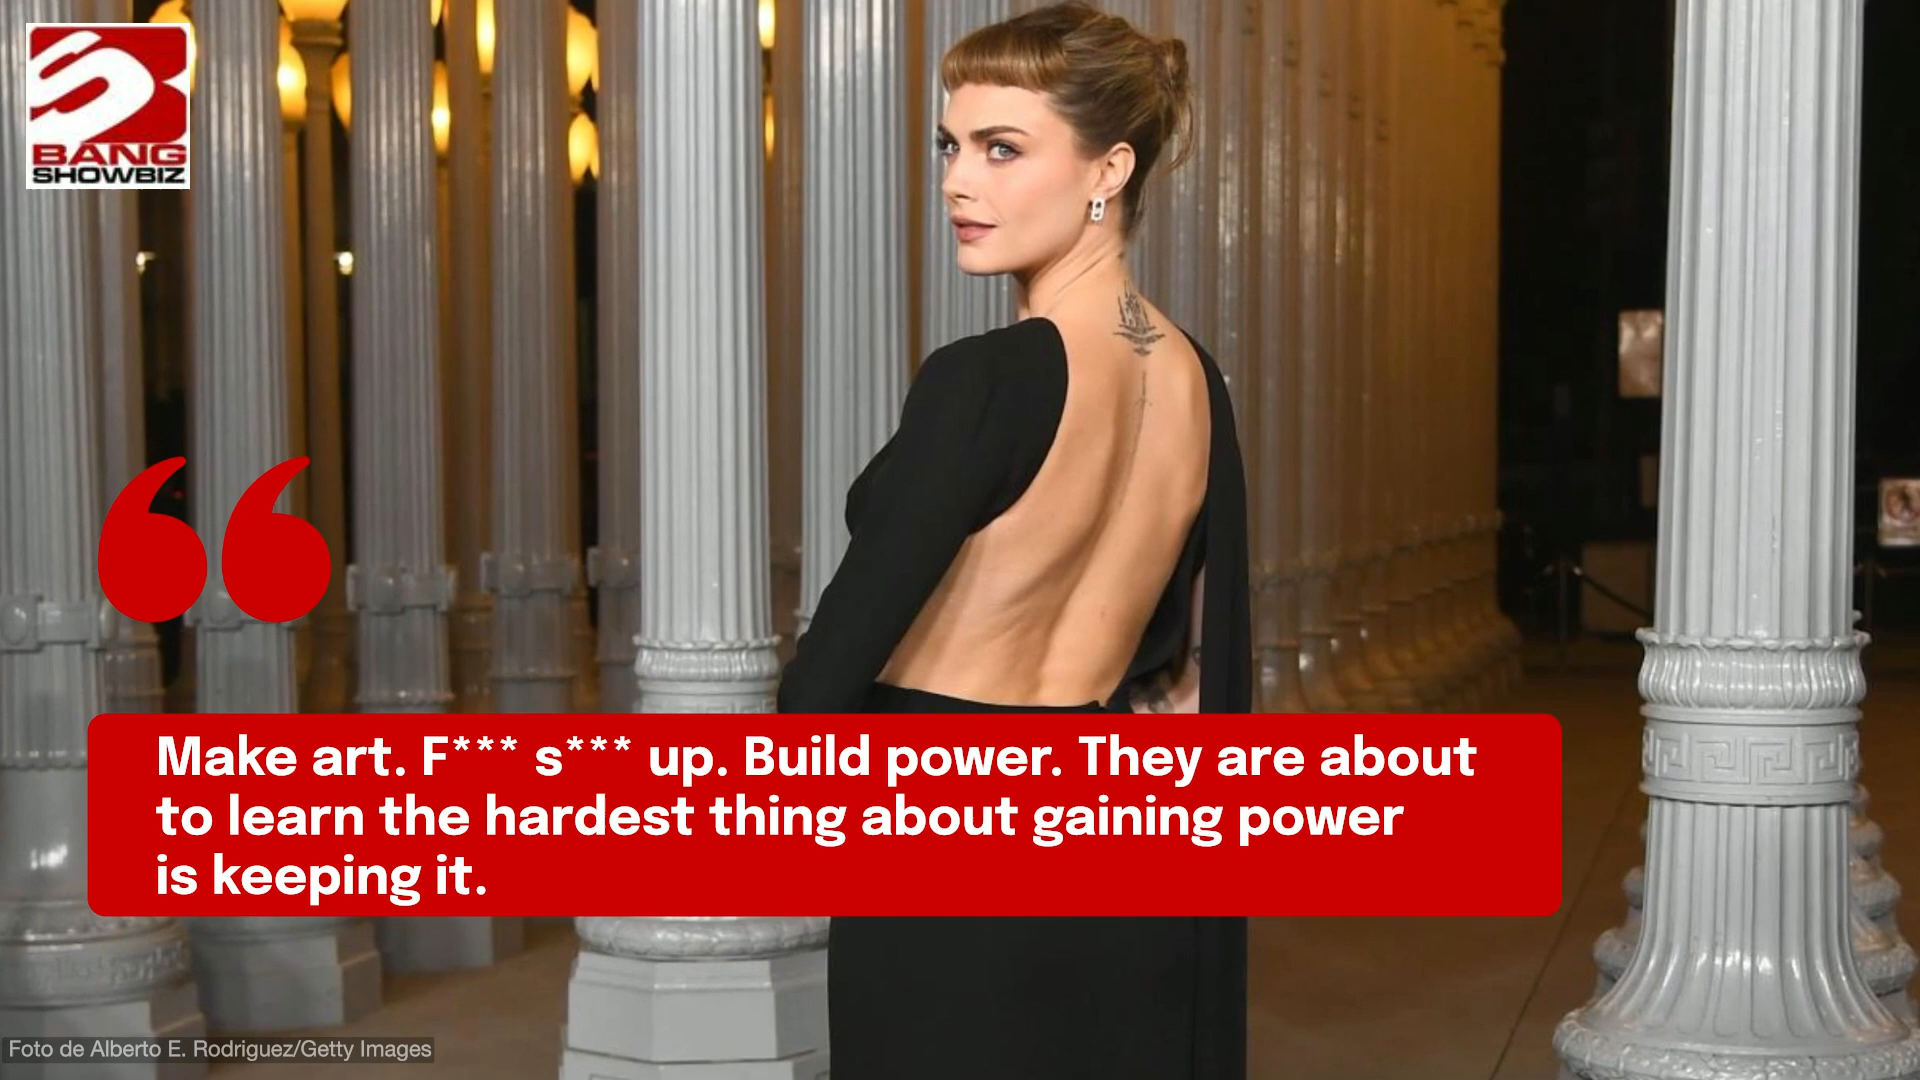 BANG
SHOWBIZ
Make art. F*** s*** up. Build power. They are about
to learn the hardest thing about gaining power
is keeping it.
Foto de Alberto E. Rodriguez/Getty Images